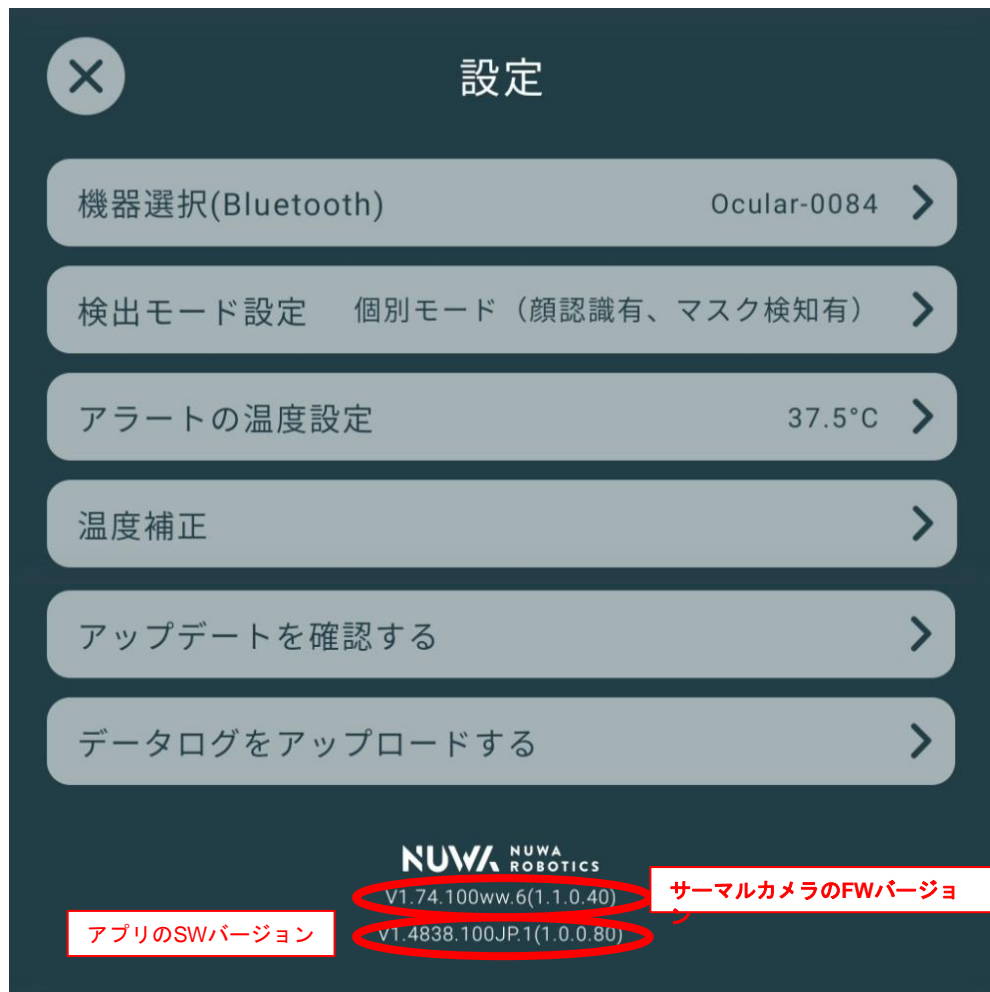 設定
機器選択(Bluetooth) Ocular-0084
検出モード設定 個別モード（顔認識有、マスク検知有）
アラートの温度設定 37.5°C
温度補正
アップデートを確認する
データログをアップロードする
NUWA NUWA
ROBOTICS
V1.74.100ww.6(1.1.0.40)
サーマルカメラのFWバージョ
ン
アプリのSWバージョン
V1.4838.100JP.1(1.0.0.80)